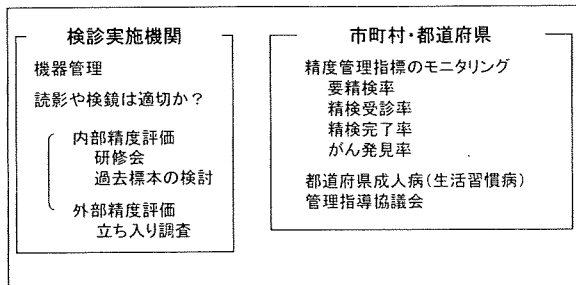 検診実施機関
機器管理
読影や検鏡は適切か?
内部精度評価
研修会
過去標本の検討
外部精度評価
立ち入り調査
市町村・都道府県
精度管理指標のモニタリング
要精検率
精検受診率
精検完了率
がん発見率
都道府県成人病(生活習慣病)
管理指導協議会